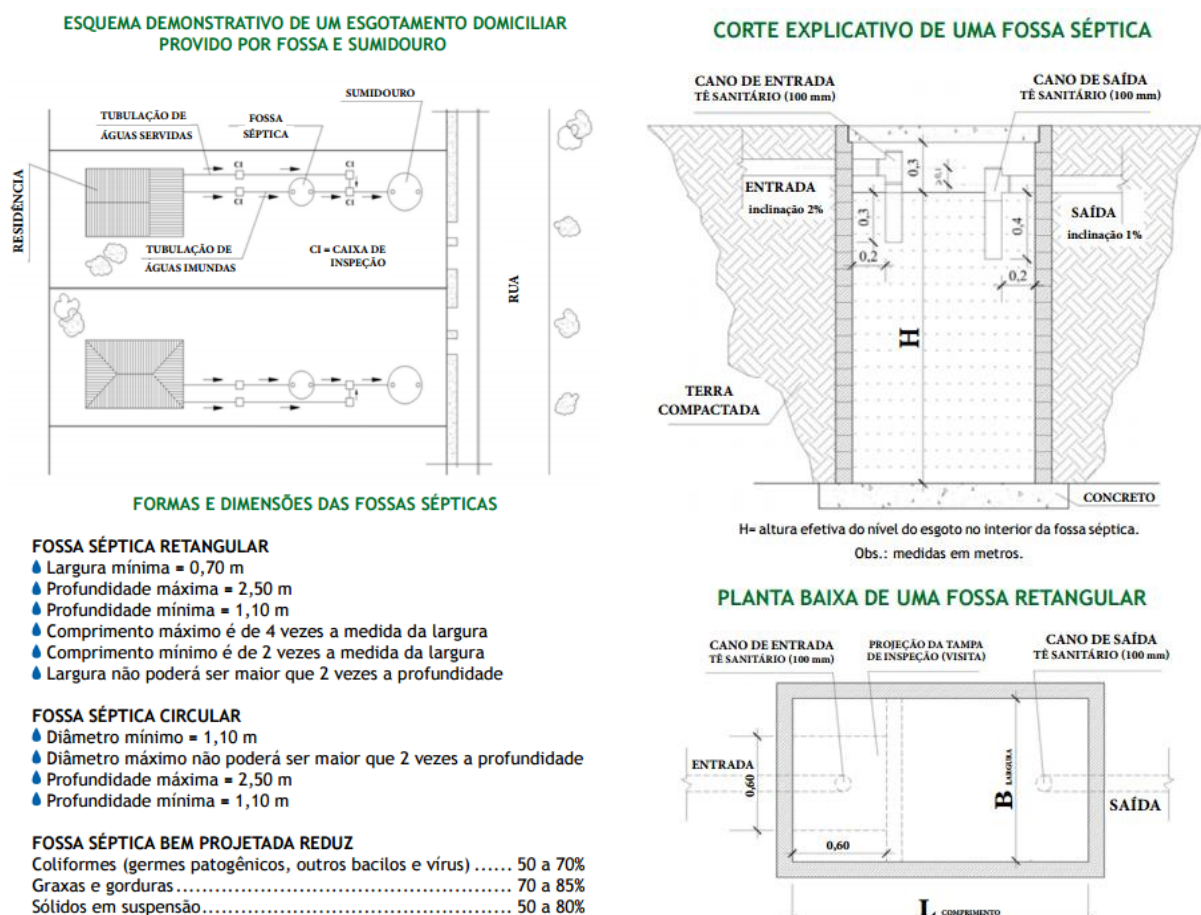 ESQUEMA DEMONSTRATIVO DE UM ESGOTAMENTO DOMICILIAR
PROVIDO POR FOSSA E SUMIDOURO
SUMIDOURO
TUBULAÇÃO DE
ÁGUAS SERVIDAS
FOSSA
SÉPTICA
RESIDÊNCIA
CI
CI
CI
CI
TUBULAÇÃO DE
ÁGUAS IMUNDAS
CI = CAIXA DE
INSPEÇÃO
RUA
FORMAS E DIMENSÕES DAS FOSSAS SÉPTICAS
FOSSA SÉPTICA RETANGULAR
Largura mínima = 0,70 m
Profundidade máxima = 2,50 m
Profundidade mínima = 1,10 m
Comprimento máximo é de 4 vezes a medida da largura
Comprimento mínimo é de 2 vezes a medida da largura
Largura não poderá ser maior que 2 vezes a profundidade
FOSSA SÉPTICA CIRCULAR
Diâmetro mínimo = 1,10 m
Diâmetro máximo não poderá ser maior que 2 vezes a profundidade
Profundidade máxima = 2,50 m
Profundidade mínima = 1,10 m
FOSSA SÉPTICA BEM PROJETADA REDUZ
Coliformes (germes patogênicos, outros bacilos e vírus) ...... 50 a 70%
Graxas e gorduras .................................................... 70 a 85%
Sólidos em suspensão ................................................ 50 a 80%
CORTE EXPLICATIVO DE UMA FOSSA SÉPTICA
CANO DE ENTRADA
TÊ SANITÁRIO (100 mm)
CANO DE SAÍDA
TÊ SANITÁRIO (100 mm)
0,3
ENTRADA
inclinação 2%
0,3
0,2
0,4
0,2
SAÍDA
inclinação 1%
H
TERRA
COMPACTADA
CONCRETO
H= altura efetiva do nível do esgoto no interior da fossa séptica.
Obs.: medidas em metros.
PLANTA BAIXA DE UMA FOSSA RETANGULAR
CANO DE ENTRADA
TÊ SANITÁRIO (100 mm)
PROJEÇÃO DA TAMPA
DE INSPEÇÃO (VISITA)
CANO DE SAÍDA
TÊ SANITÁRIO (100 mm)
ENTRADA
0,60
B LARGURA
SAÍDA
0,60
L COMPRIMENTO